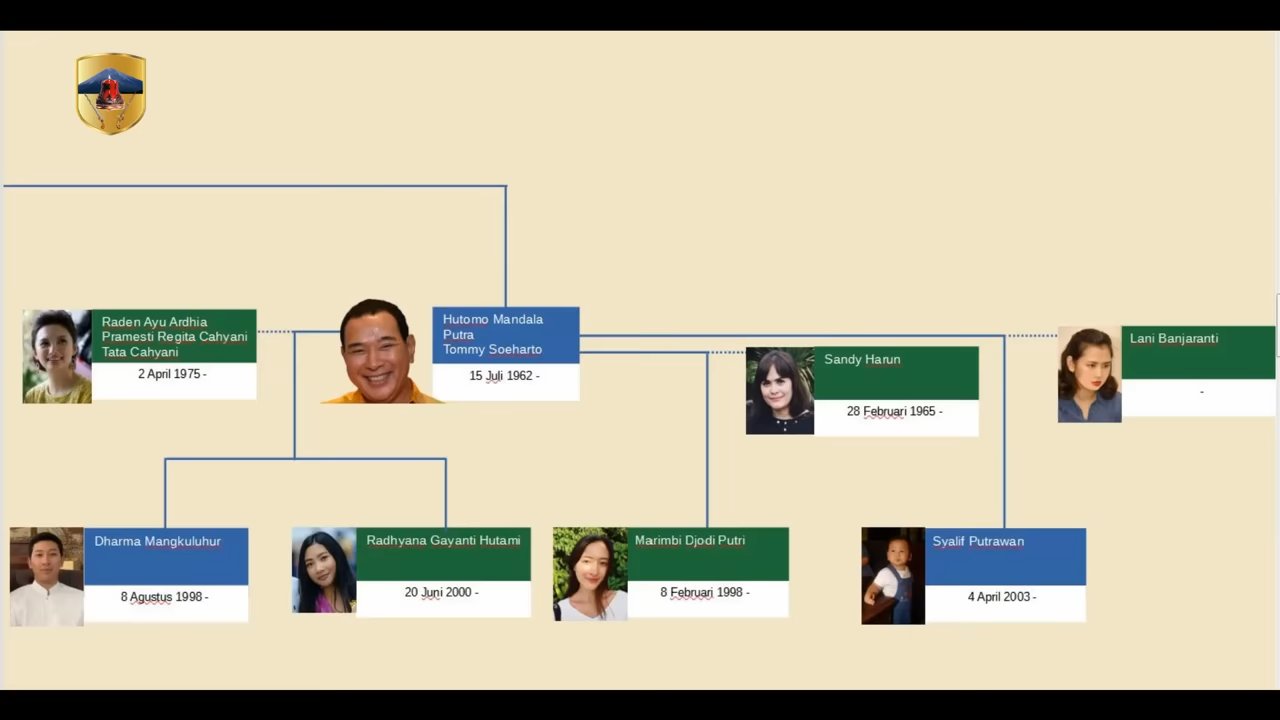 Raden Ayu Ardhia
Pramesti Regita Cahyani
Tata Cahyani
2 April 1975 -
Hutomo Mandala
Putra
Tommy Soeharto
15 Juli 1962 -
Sandy Harun
28 Februari 1965 -
Lani Banjaranti
-
Dharma Mangkuluhur
8 Agustus 1998 -
Radhyana Gayanti Hutami
20 Juni 2000 -
Marimbi Djodi Putri
8 Februari 1998 -
Syalif Putrawan
4 April 2003 -